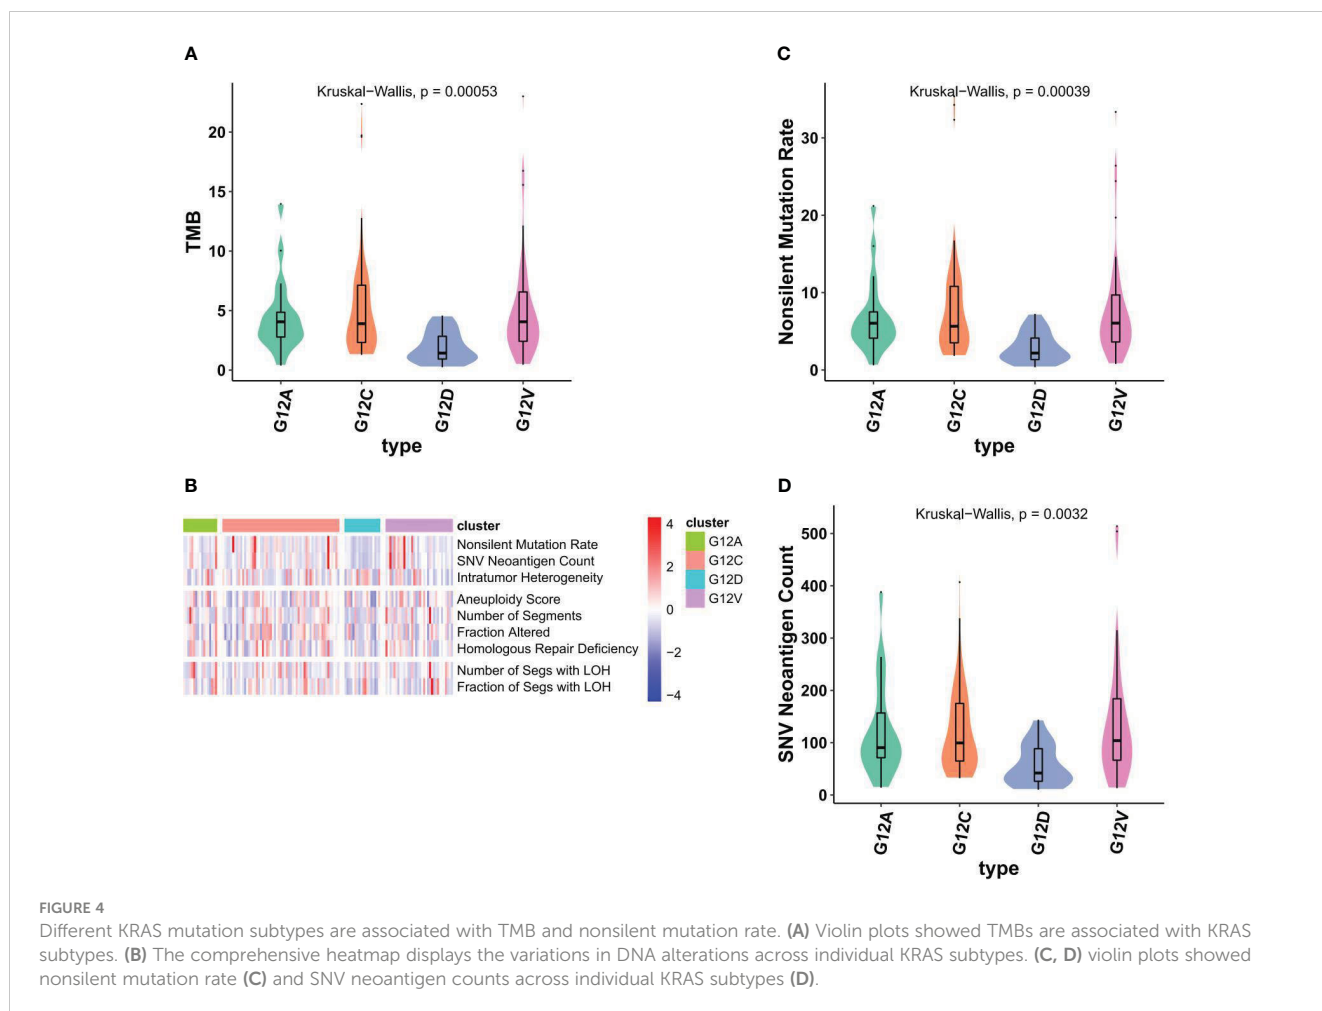 A
Kruskal-Wallis, p = 0.00053
TMB
20
15
10
5
0
G12A
G12C
G12D
G12V
type
C
Kruskal-Wallis, p = 0.00039
Nonsilent Mutation Rate
30
20
10
0
G12A
G12C
G12D
G12V
type
B
cluster
Nonsilent Mutation Rate
SNV Neoantigen Count
Intratumor Heterogeneity
Aneuploidy Score
Number of Segments
Fraction Altered
Homologous Repair Deficiency
Number of Segs with LOH
Fraction of Segs with LOH
4
2
0
−2
−4
cluster
G12A
G12C
G12D
G12V
D
Kruskal-Wallis, p = 0.0032
SNV Neoantigen Count
500
400
300
200
100
0
G12A
G12C
G12D
G12V
type
FIGURE 4
Different KRAS mutation subtypes are associated with TMB and nonsilent mutation rate. (A) Violin plots showed TMBs are associated with KRAS
subtypes. (B) The comprehensive heatmap displays the variations in DNA alterations across individual KRAS subtypes. (C, D) violin plots showed
nonsilent mutation rate (C) and SNV neoantigen counts across individual KRAS subtypes (D).